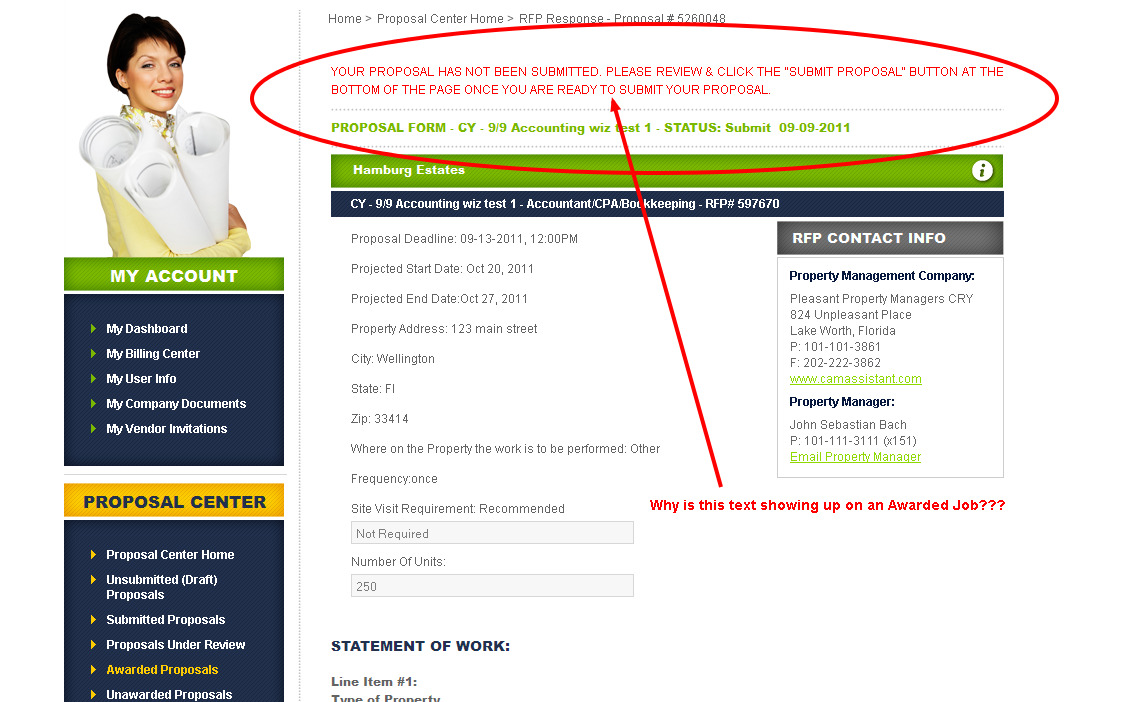 Home > Proposal Center Home > RFP Response - Proposal # 5260048
YOUR PROPOSAL HAS NOT BEEN SUBMITTED. PLEASE REVIEW & CLICK THE "SUBMIT PROPOSAL" BUTTON AT THE
BOTTOM OF THE PAGE ONCE YOU ARE READY TO SUBMIT YOUR PROPOSAL.
PROPOSAL FORM - CY - 9/9 Accounting wiz test 1 - STATUS: Submit 09-09-2011
Hamburg Estates
i
CY - 9/9 Accounting wiz test 1 - Accountant/CPA/Bookkeeping - RFP# 597670
Proposal Deadline: 09-13-2011, 12:00PM
Projected Start Date: Oct 20, 2011
Projected End Date:Oct 27, 2011
Property Address: 123 main street
City: Wellington
State: Fl
Zip: 33414
Where on the Property the work is to be performed: Other
Frequency:once
Site Visit Requirement: Recommended
Not Required
Number Of Units:
250
RFP CONTACT INFO
Property Management Company:
Pleasant Property Managers CRY
824 Unpleasant Place
Lake Worth, Florida
P: 101-101-3861
F: 202-222-3862
www.camassistant.com
Property Manager:
John Sebastian Bach
P: 101-111-3111 (x151)
Email Property Manager
Why is this text showing up on an Awarded Job???
STATEMENT OF WORK:
Line Item #1:
Type of Property
MY ACCOUNT
My Dashboard
My Billing Center
My User Info
My Company Documents
My Vendor Invitations
PROPOSAL CENTER
Proposal Center Home
Unsubmitted (Draft)
Proposals
Submitted Proposals
Proposals Under Review
Awarded Proposals
Unawarded Proposals